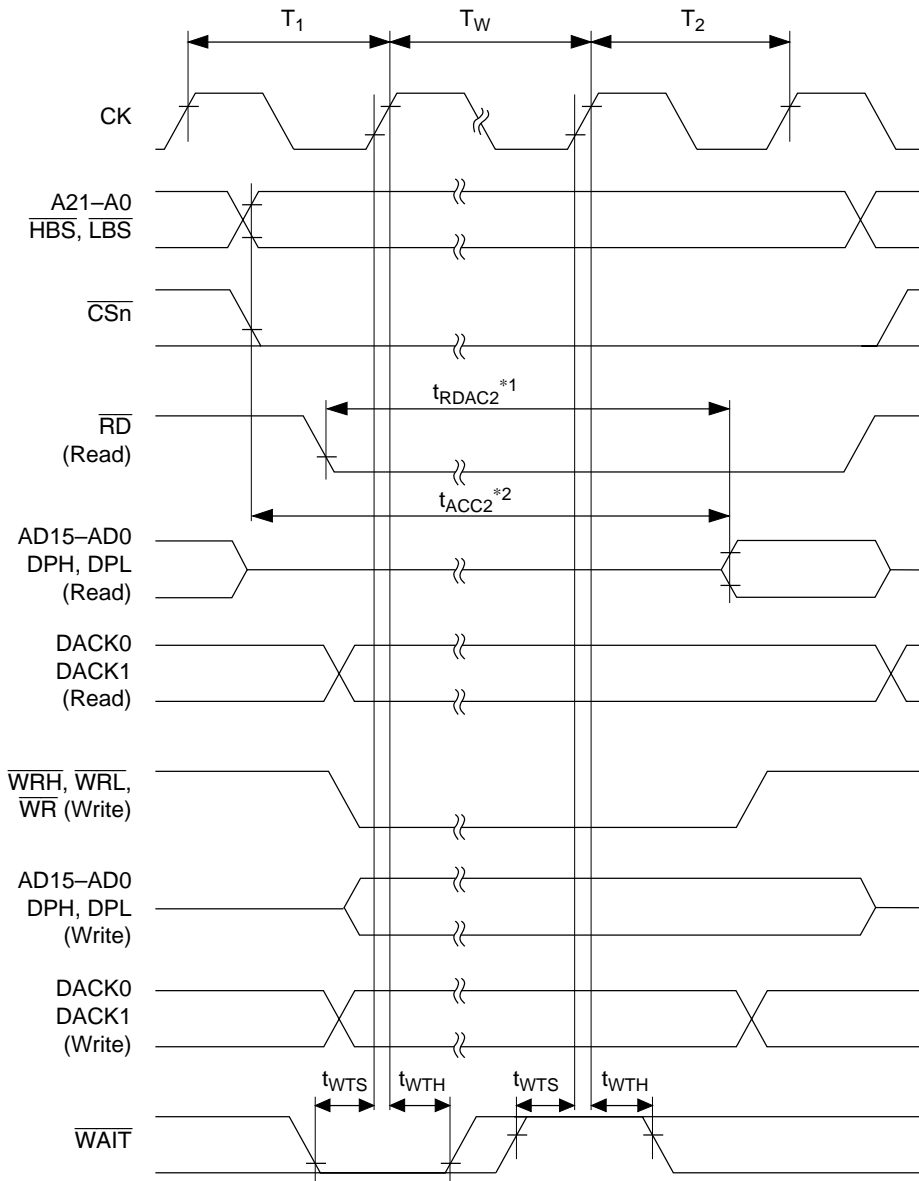 T1 TW T2
CK
A21–A0
HBS, LBS
CSn
tRDAC2*1
RD
(Read)
tACC2*2
AD15–AD0
DPH, DPL
(Read)
DACK0
DACK1
(Read)
WRH, WRL,
WR (Write)
AD15–AD0
DPH, DPL
(Write)
DACK0
DACK1
(Write)
tWTS tWTH tWTS tWTH
WAIT